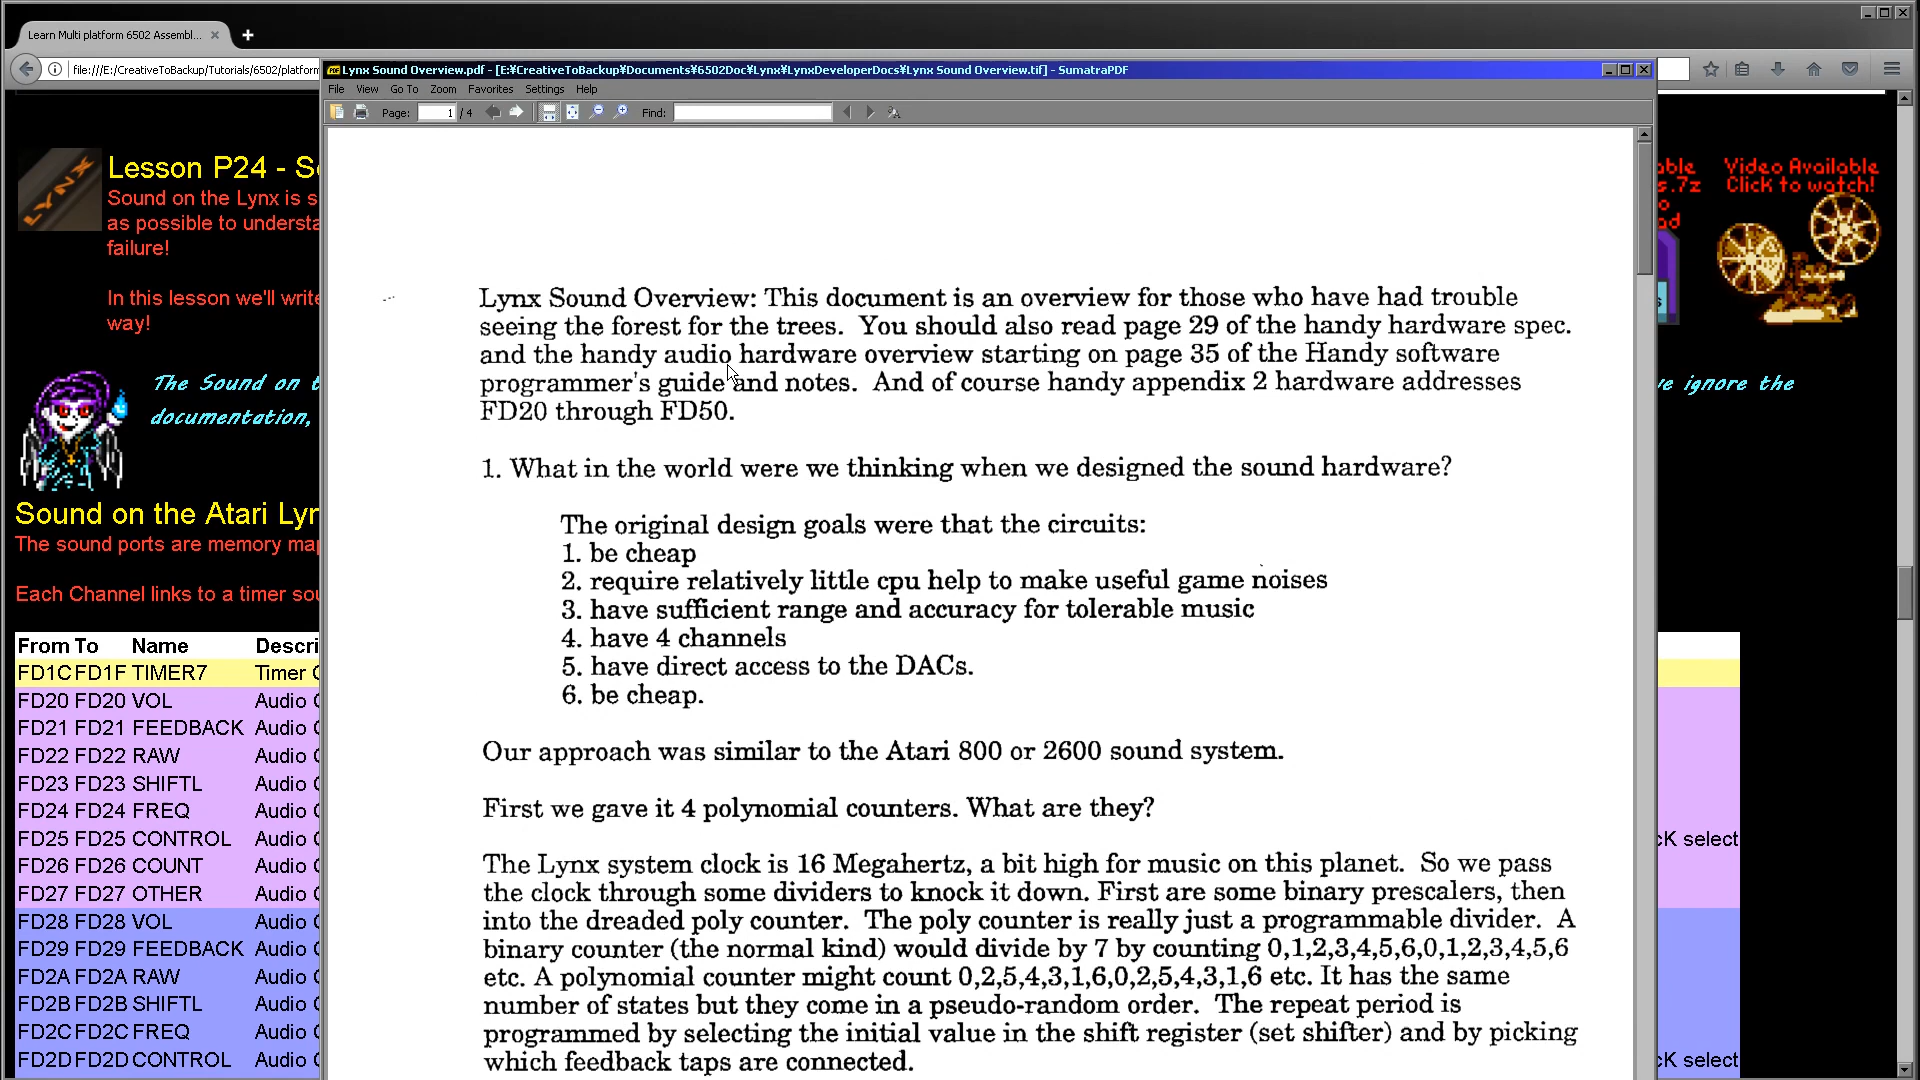 Learn Multi platform 6502 Assembl...
file:///E:/CreativeToBackup/Tutorials/6502/platform
Lynx Sound Overview.pdf - [E:¥CreativeToBackup¥Documents¥6502Doc¥Lynx¥LynxDeveloperDocs¥Lynx Sound Overview.tif] - SumatraPDF
File View Go To Zoom Favorites Settings Help
Page: 1 / 4 Find:
Lesson P24 - S
Sound on the Lynx is s
as possible to understa
failure!
In this lesson we'll write
way!
The Sound on t
documentation,
ve ignore the
Video Available
Click to watch!
able
s.7z
o
ad
Sound on the Atari Lyn
The sound ports are memory map
Each Channel links to a timer sou
From To Name Descri
FD1C FD1F TIMER7 Timer C
FD20 FD20 VOL Audio C
FD21 FD21 FEEDBACK Audio C
FD22 FD22 RAW Audio C
FD23 FD23 SHIFTL Audio C
FD24 FD24 FREQ Audio C
FD25 FD25 CONTROL Audio C
cK select
FD26 FD26 COUNT Audio C
FD27 FD27 OTHER Audio C
FD28 FD28 VOL Audio C
FD29 FD29 FEEDBACK Audio C
FD2A FD2A RAW Audio C
FD2B FD2B SHIFTL Audio C
FD2C FD2C FREQ Audio C
FD2D FD2D CONTROL Audio C
cK select
Lynx Sound Overview: This document is an overview for those who have had trouble
seeing the forest for the trees. You should also read page 29 of the handy hardware spec.
and the handy audio hardware overview starting on page 35 of the Handy software
programmer's guide and notes. And of course handy appendix 2 hardware addresses
FD20 through FD50.
1. What in the world were we thinking when we designed the sound hardware?
The original design goals were that the circuits:
1. be cheap
2. require relatively little cpu help to make useful game noises
3. have sufficient range and accuracy for tolerable music
4. have 4 channels
5. have direct access to the DACs.
6. be cheap.
Our approach was similar to the Atari 800 or 2600 sound system.
First we gave it 4 polynomial counters. What are they?
The Lynx system clock is 16 Megahertz, a bit high for music on this planet. So we pass
the clock through some dividers to knock it down. First are some binary prescalers, then
into the dreaded poly counter. The poly counter is really just a programmable divider. A
binary counter (the normal kind) would divide by 7 by counting 0,1,2,3,4,5,6,0,1,2,3,4,5,6
etc. A polynomial counter might count 0,2,5,4,3,1,6,0,2,5,4,3,1,6 etc. It has the same
number of states but they come in a pseudo-random order. The repeat period is
programmed by selecting the initial value in the shift register (set shifter) and by picking
which feedback taps are connected.
LYNX